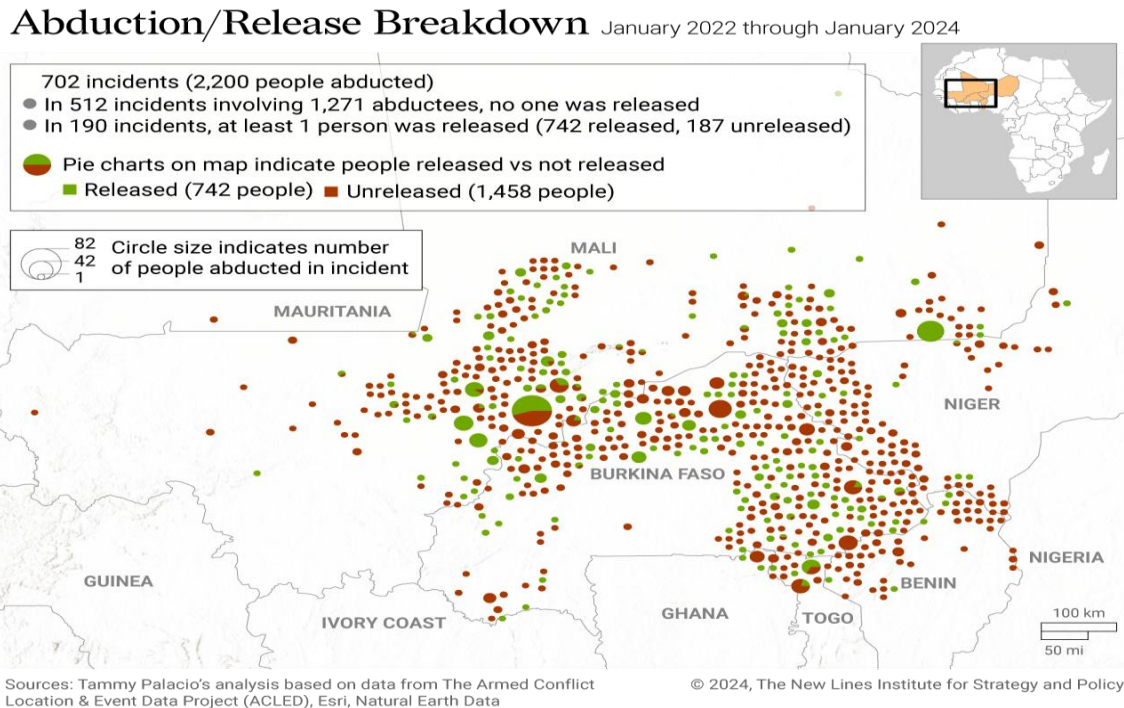 Abduction/Release Breakdown January 2022 through January 2024
702 incidents (2,200 people abducted)
In 512 incidents involving 1,271 abductees, no one was released
In 190 incidents, at least 1 person was released (742 released, 187 unreleased)
Pie charts on map indicate people released vs not released
Released (742 people) Unreleased (1,458 people)
82
42
1
Circle size indicates number
of people abducted in incident
MALI
MAURITANIA
NIGER
BURKINA FASO
NIGERIA
GUINEA
BENIN
IVORY COAST
GHANA
TOGO
100 km
50 mi
Sources: Tammy Palacio's analysis based on data from The Armed Conflict
Location & Event Data Project (ACLED), Esri, Natural Earth Data
© 2024, The New Lines Institute for Strategy and Policy